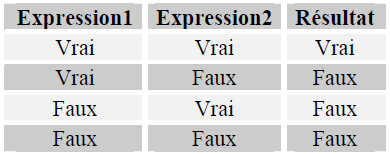 Expression1 Expression2 Résultat
Vrai Vrai Vrai
Vrai Faux Faux
Faux Vrai Faux
Faux Faux Faux